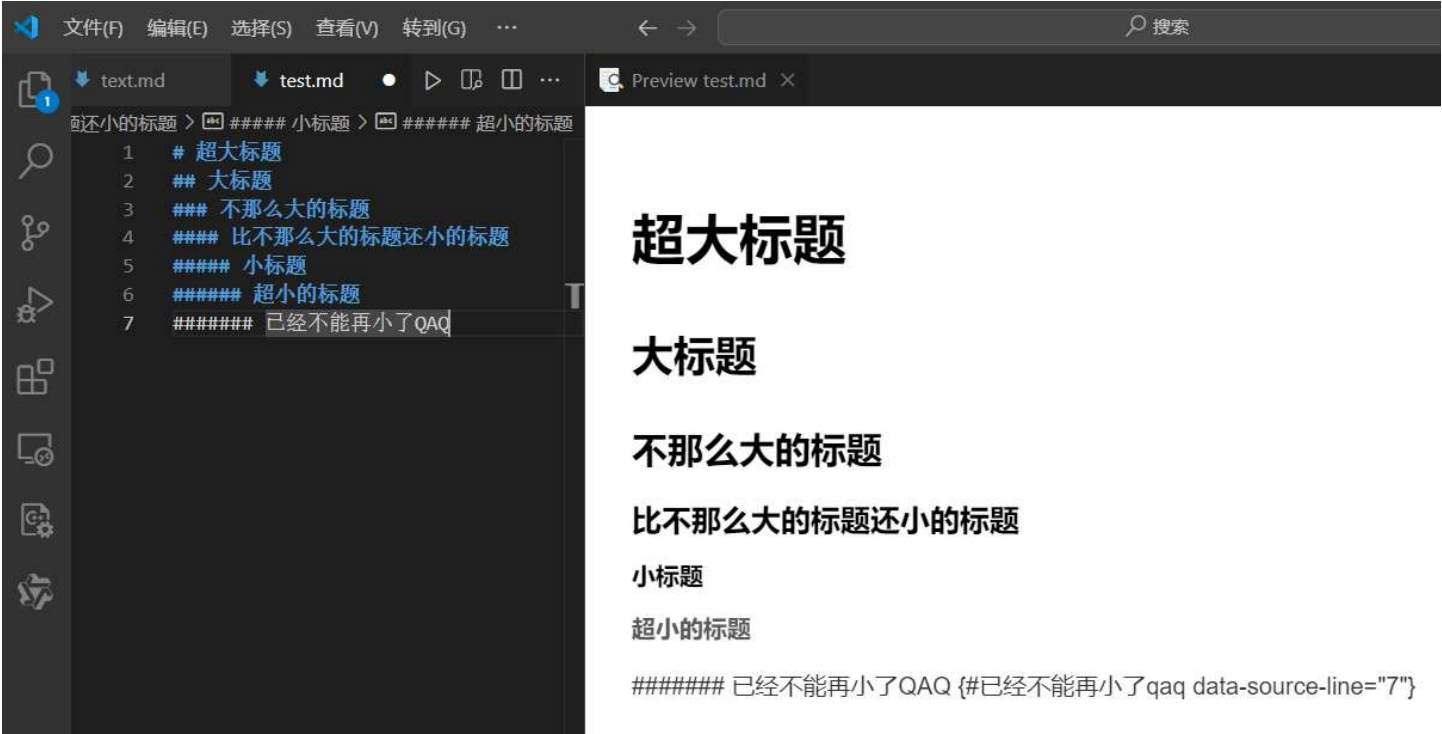 文件(F) 编辑(E) 选择(S) 查看(V) 转到(G) ··· ← → 搜索
text.md test.md ● ··· Preview test.md ×
1
题还小的标题 > abc ##### 小标题 > abc ###### 超小的标题
1 # 超大标题
2 ## 大标题
3 ### 不那么大的标题
4 #### 比不那么大的标题还小的标题
5 ##### 小标题
6 ###### 超小的标题
7 ####### 已经不能再小了QAQ
超大标题
大标题
不那么大的标题
比不那么大的标题还小的标题
小标题
超小的标题
####### 已经不能再小了QAQ {#已经不能再小了qaq data-source-line="7"}